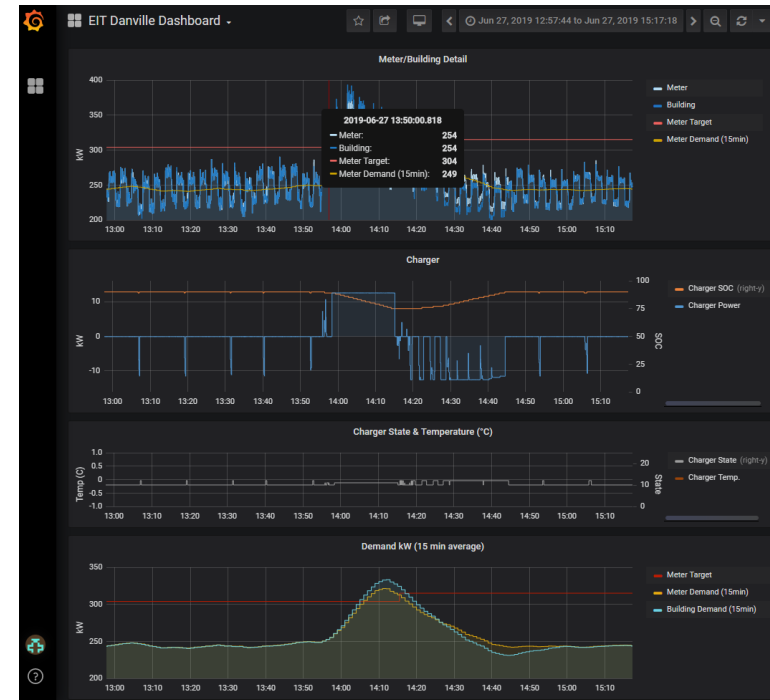 EIT Danville Dashboard
Jun 27, 2019 12:57:44 to Jun 27, 2019 15:17:18
Meter/Building Detail
400
350
300
250
200
kW
13:00 13:10 13:20 13:30 13:40 13:50 14:00 14:10 14:20 14:30 14:40 14:50 15:00 15:10
2019-06-27 13:50:00.818
Meter: 254
Building: 254
Meter Target: 304
Meter Demand (15min): 249
Meter
Building
Meter Target
Meter Demand (15min)
Charger
10
0
-10
kW
100
75
50
25
0
SOC
13:00 13:10 13:20 13:30 13:40 13:50 14:00 14:10 14:20 14:30 14:40 14:50 15:00 15:10
Charger SOC (right-y)
Charger Power
Charger State & Temperature (°C)
1.0
0.5
0
-0.5
-1.0
Temp (C)
20
10
0
State
13:00 13:10 13:20 13:30 13:40 13:50 14:00 14:10 14:20 14:30 14:40 14:50 15:00 15:10
Charger State (right-y)
Charger Temp.
Demand kW (15 min average)
350
300
250
200
kW
13:00 13:10 13:20 13:30 13:40 13:50 14:00 14:10 14:20 14:30 14:40 14:50 15:00 15:10
Meter Target
Meter Demand (15min)
Building Demand (15min)
?